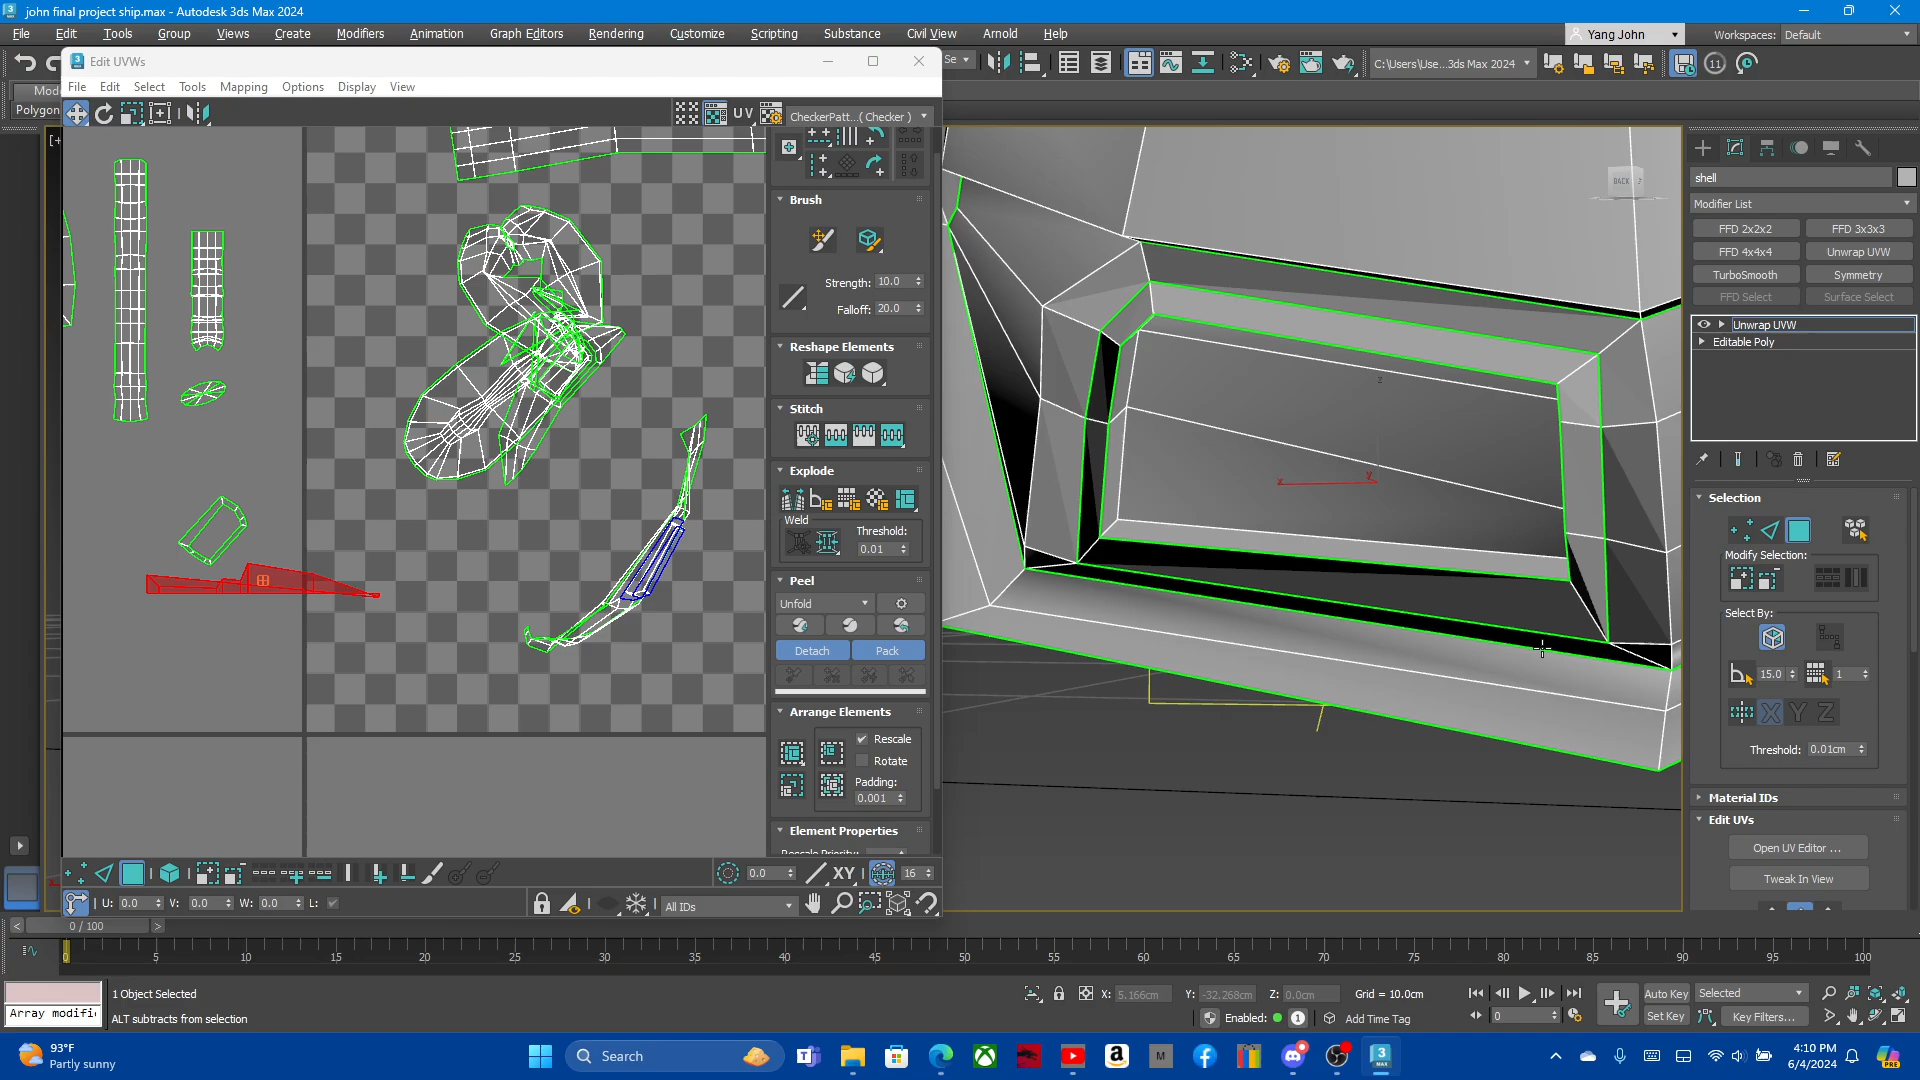 john final project ship.max - Autodesk 3ds Max 2024
File Edit Tools Group Views Create Modifiers Animation Graph Editors Rendering Customize Scripting Substance Civil View Arnold Help
Yang John
Workspaces: Default
Edit UVWs
Se
C:\Users\Use...3ds Max 2024
11
Mod
Polygon
File Edit Select Tools Mapping Options Display View
UV
CheckerPatt...( Checker )
[+
Brush
Strength: 10.0
Falloff: 20.0
Reshape Elements
Stitch
Explode
Weld
Threshold:
0.01
Peel
Unfold
Detach Pack
Arrange Elements
Rescale
Rotate
Padding:
0.001
Element Properties
0.0
XY
16
U: 0.0 V: 0.0 W: 0.0 L:
All IDs
BACK
z
x
y
shell
Modifier List
FFD 2x2x2 FFD 3x3x3
FFD 4x4x4 Unwrap UVW
TurboSmooth Symmetry
FFD Select Surface Select
Unwrap UVW
Editable Poly
Selection
Modify Selection:
Select By:
15.0 1
X Y Z
Threshold: 0.01cm
Material IDs
Edit UVs
Open UV Editor ...
Tweak In View
< 0 / 100 >
0 5 10 15 20 25 30 35 40 45 50 55 60 65 70 75 80 85 90 95 100
Array modifi
1 Object Selected
ALT subtracts from selection
X: 5.166cm Y: -32.268cm Z: 0.0cm Grid = 10.0cm
Enabled: 1 Add Time Tag
0
Auto Key Selected
Set Key Key Filters...
93°F
Partly sunny
Search
M
4:10 PM
6/4/2024
PRE